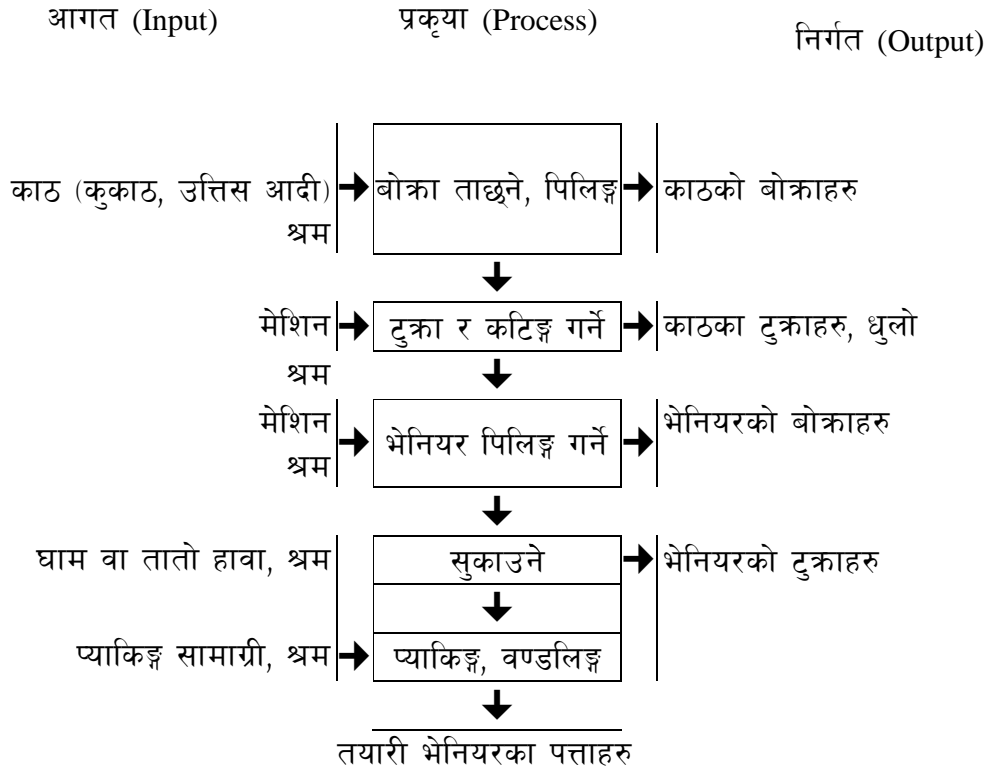 आगत (Input)
प्रकृया (Process)
निर्गत (Output)
काठ (कुकाठ, उत्तिस आदी)
श्रम
बोक्रा ताछ्ने, पिलिङ्ग
काठको बोक्राहरु
मेशिन
श्रम
टुक्रा र कटिङ्ग गर्ने
काठका टुक्राहरु, धुलो
मेशिन
श्रम
भेनियर पिलिङ्ग गर्ने
भेनियरको बोक्राहरु
घाम वा तातो हावा, श्रम
सुकाउने
भेनियरको टुक्राहरु
प्याकिङ्ग सामाग्री, श्रम
प्याकिङ्ग, वण्डलिङ्ग
तयारी भेनियरका पत्ताहरु